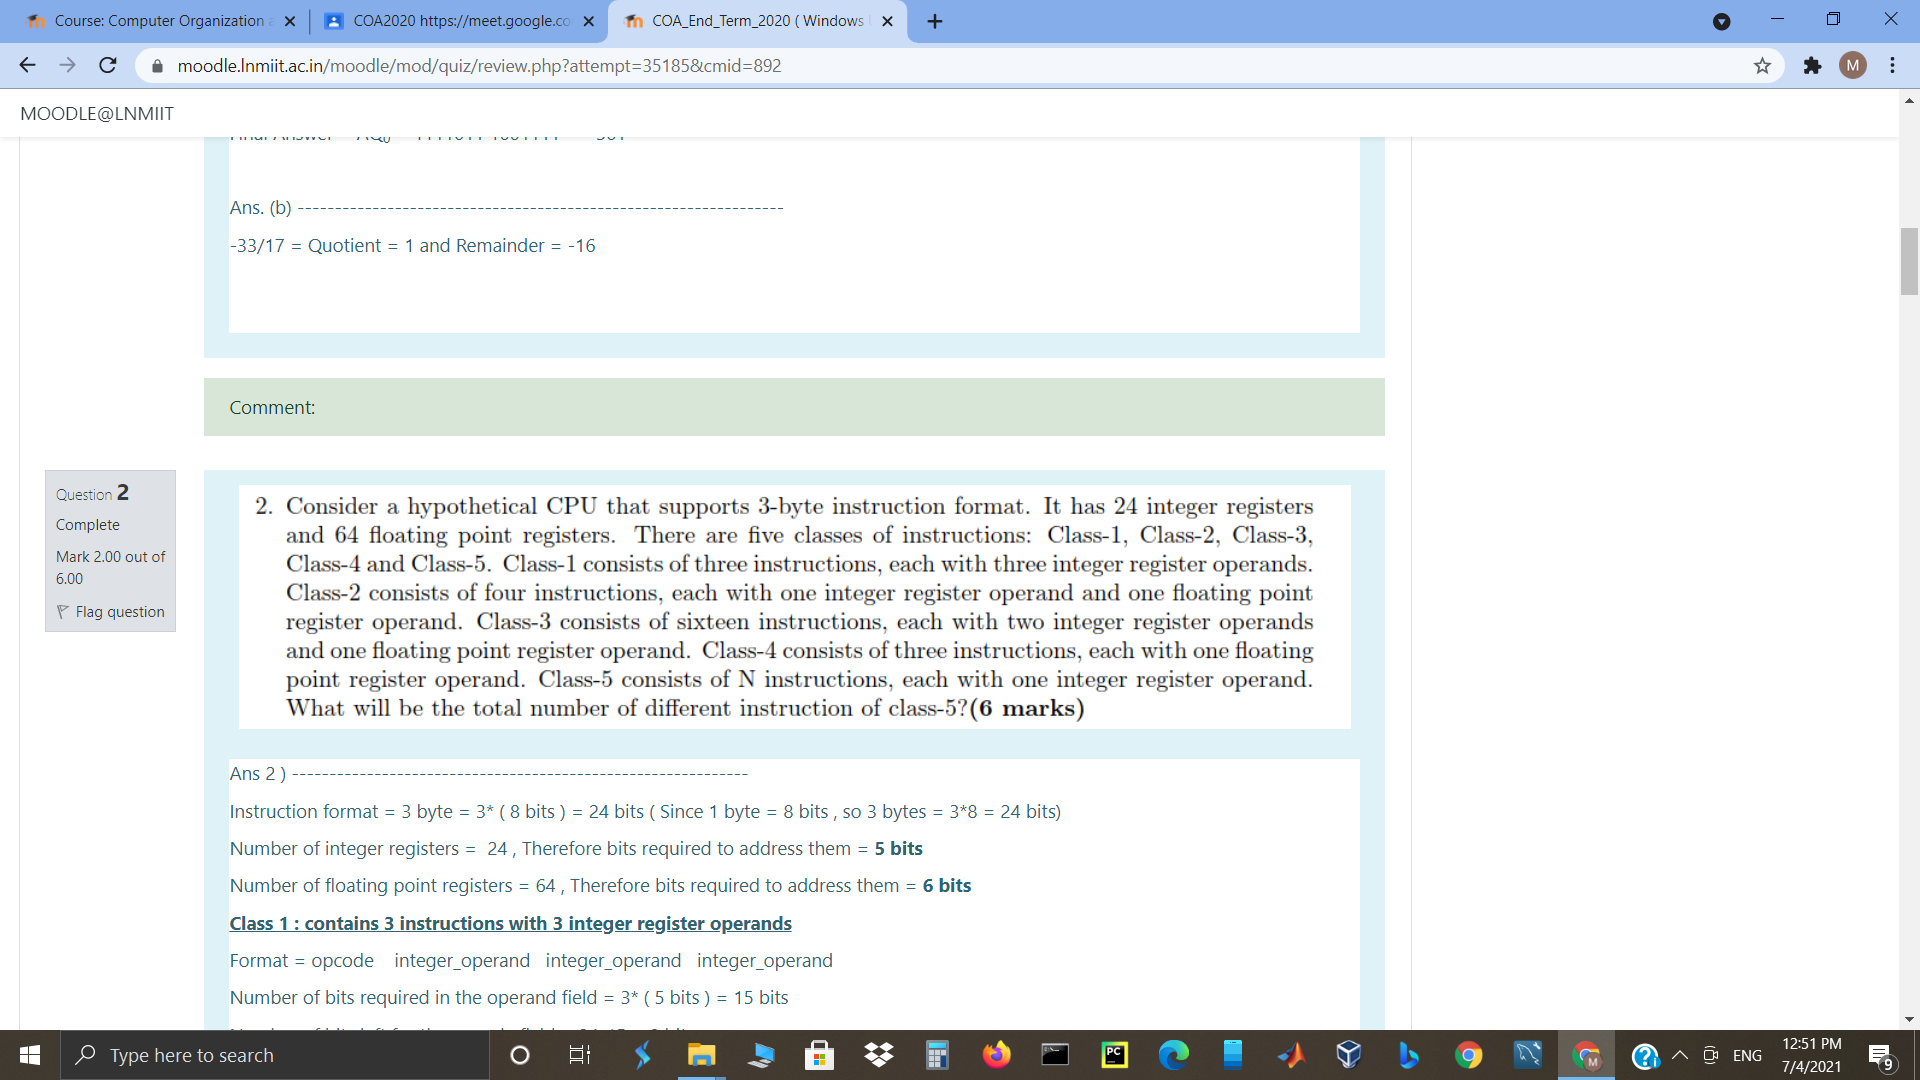 Course: Computer Organization
COA2020 https://meet.google.co
COA_End_Term_2020 ( Windows
moodle.lnmiit.ac.in/moodle/mod/quiz/review.php?attempt=35185&cmid=892
M
MOODLE@LNMIIT
Ans. (b) -----------------------------------------------------------------
-33/17 = Quotient = 1 and Remainder = -16
Comment:
Question 2
Complete
Mark 2.00 out of
6.00
Flag question
2. Consider a hypothetical CPU that supports 3-byte instruction format. It has 24 integer registers
and 64 floating point registers. There are five classes of instructions: Class-1, Class-2, Class-3,
Class-4 and Class-5. Class-1 consists of three instructions, each with three integer register operands.
Class-2 consists of four instructions, each with one integer register operand and one floating point
register operand. Class-3 consists of sixteen instructions, each with two integer register operands
and one floating point register operand. Class-4 consists of three instructions, each with one floating
point register operand. Class-5 consists of N instructions, each with one integer register operand.
What will be the total number of different instruction of class-5?(6 marks)
Ans 2 ) -------------------------------------------------------------
Instruction format = 3 byte = 3* ( 8 bits ) = 24 bits ( Since 1 byte = 8 bits , so 3 bytes = 3*8 = 24 bits)
Number of integer registers = 24 , Therefore bits required to address them = 5 bits
Number of floating point registers = 64 , Therefore bits required to address them = 6 bits
Class 1 : contains 3 instructions with 3 integer register operands
Format = opcode integer_operand integer_operand integer_operand
Number of bits required in the operand field = 3* ( 5 bits ) = 15 bits
Type here to search
PC
M
ENG
12:51 PM
7/4/2021
9